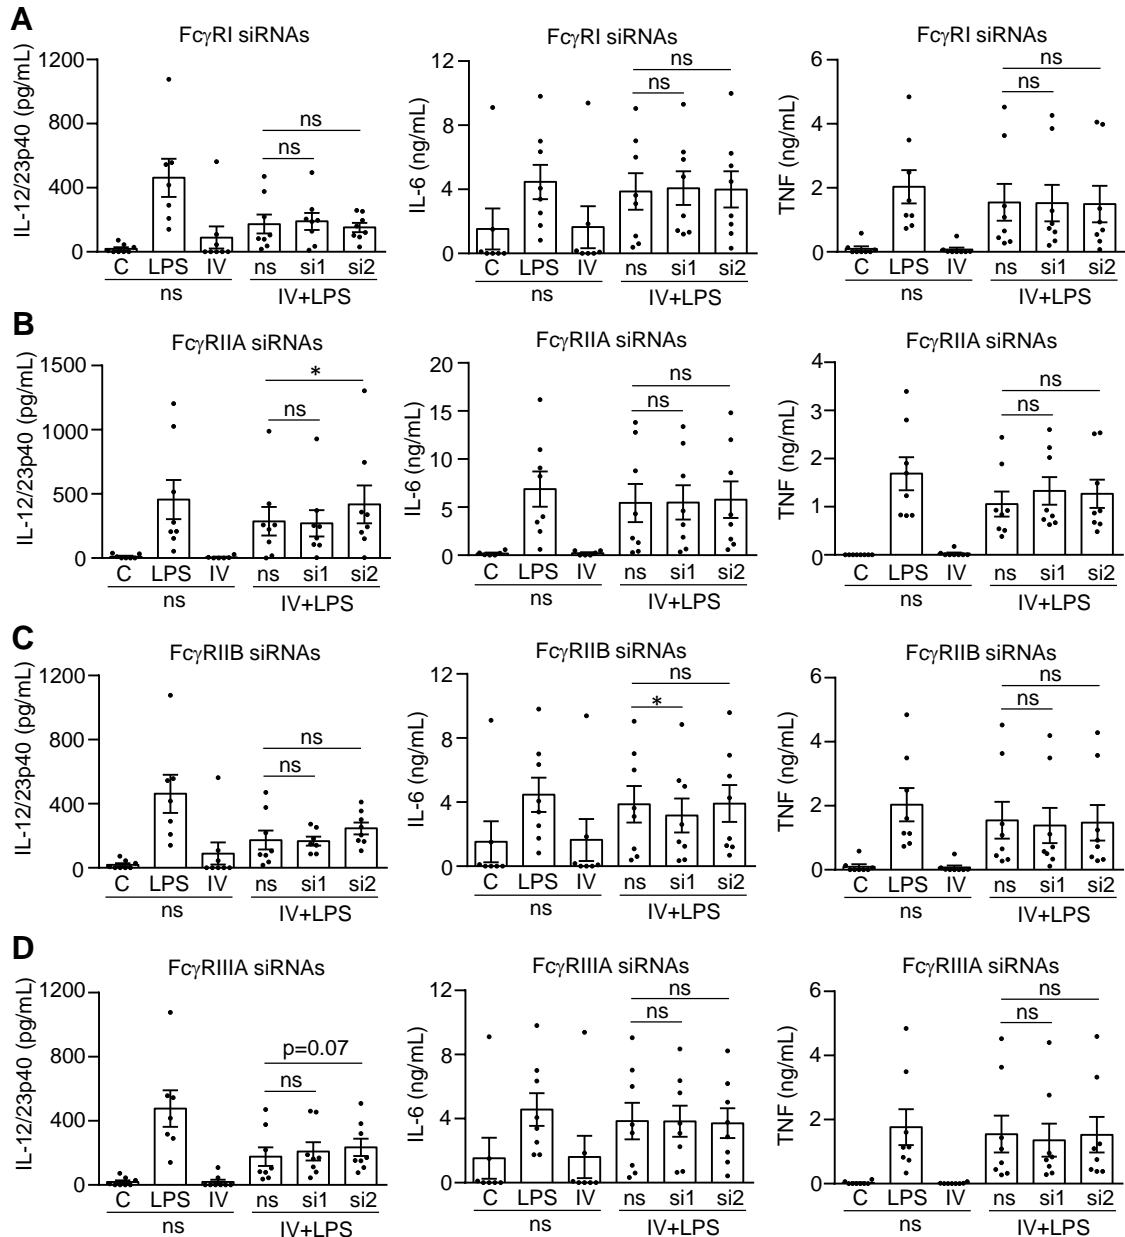 A
FcγRI siRNAs
IL-12/23p40 (pg/mL)
1200
800
400
0
ns
ns
C LPS IV ns si1 si2
ns IV+LPS
FcγRI siRNAs
IL-6 (ng/mL)
12
8
4
0
ns
ns
C LPS IV ns si1 si2
ns IV+LPS
FcγRI siRNAs
TNF (ng/mL)
6
4
2
0
ns
ns
C LPS IV ns si1 si2
ns IV+LPS
B
FcγRIIA siRNAs
IL-12/23p40 (pg/mL)
1500
1000
500
0
*
ns
C LPS IV ns si1 si2
ns IV+LPS
FcγRIIA siRNAs
IL-6 (ng/mL)
20
15
10
5
0
ns
ns
C LPS IV ns si1 si2
ns IV+LPS
FcγRIIA siRNAs
TNF (ng/mL)
4
3
2
1
0
ns
ns
C LPS IV ns si1 si2
ns IV+LPS
C
FcγRIIB siRNAs
IL-12/23p40 (pg/mL)
1200
800
400
0
ns
ns
C LPS IV ns si1 si2
ns IV+LPS
FcγRIIB siRNAs
IL-6 (ng/mL)
12
8
4
0
ns
*
C LPS IV ns si1 si2
ns IV+LPS
FcγRIIB siRNAs
TNF (ng/mL)
6
4
2
0
ns
ns
C LPS IV ns si1 si2
ns IV+LPS
D
FcγRIIIA siRNAs
IL-12/23p40 (pg/mL)
1200
800
400
0
p=0.07
ns
C LPS IV ns si1 si2
ns IV+LPS
FcγRIIIA siRNAs
IL-6 (ng/mL)
12
8
4
0
ns
ns
C LPS IV ns si1 si2
ns IV+LPS
FcγRIIIA siRNAs
TNF (ng/mL)
6
4
2
0
ns
ns
C LPS IV ns si1 si2
ns IV+LPS